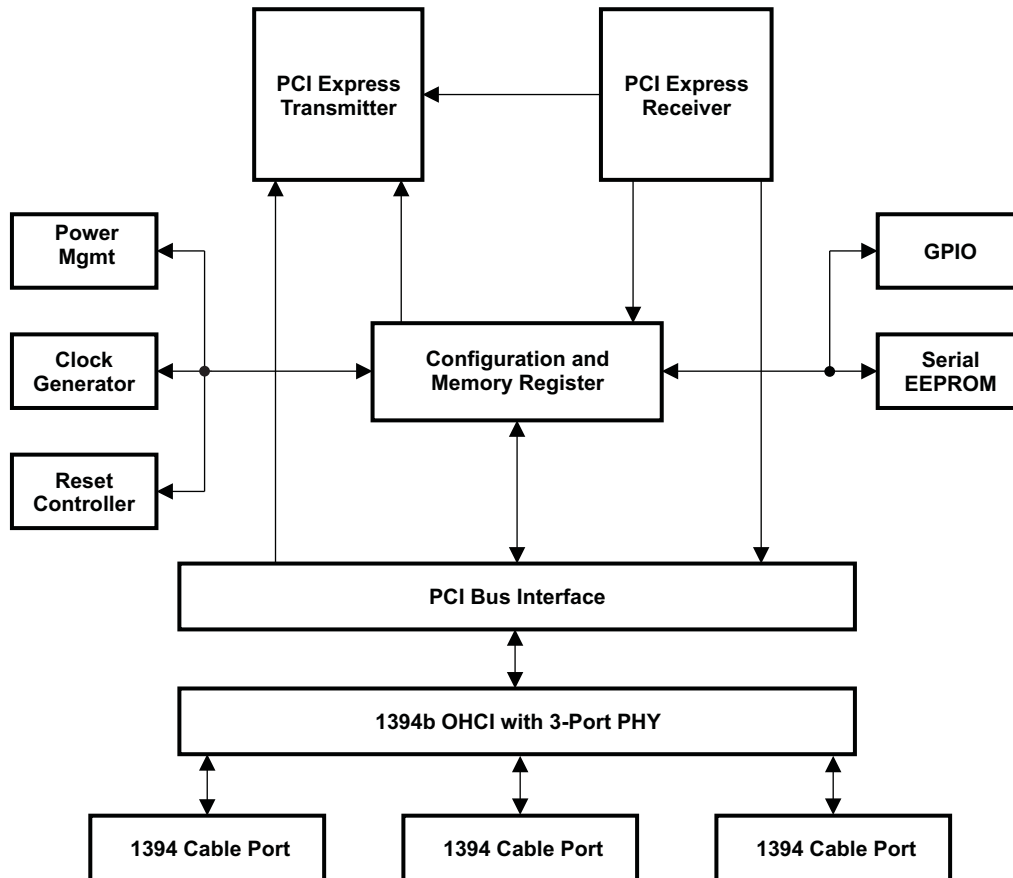 PCI Express
Transmitter
PCI Express
Receiver
Power
Mgmt
GPIO
Clock
Generator
Configuration and
Memory Register
Serial
EEPROM
Reset
Controller
PCI Bus Interface
1394b OHCI with 3-Port PHY
1394 Cable Port
1394 Cable Port
1394 Cable Port